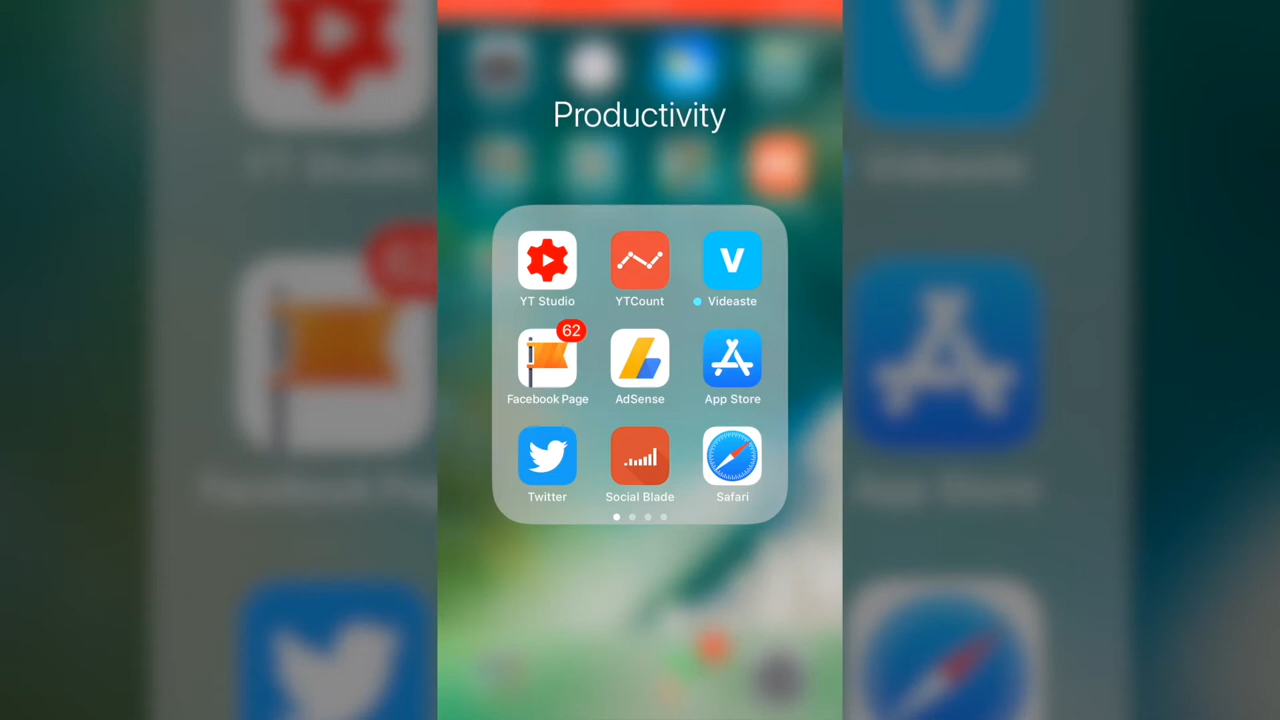 Productivity
YT Studio
YTCount
Videaste
62
Facebook Page
AdSense
App Store
Twitter
Social Blade
Safari